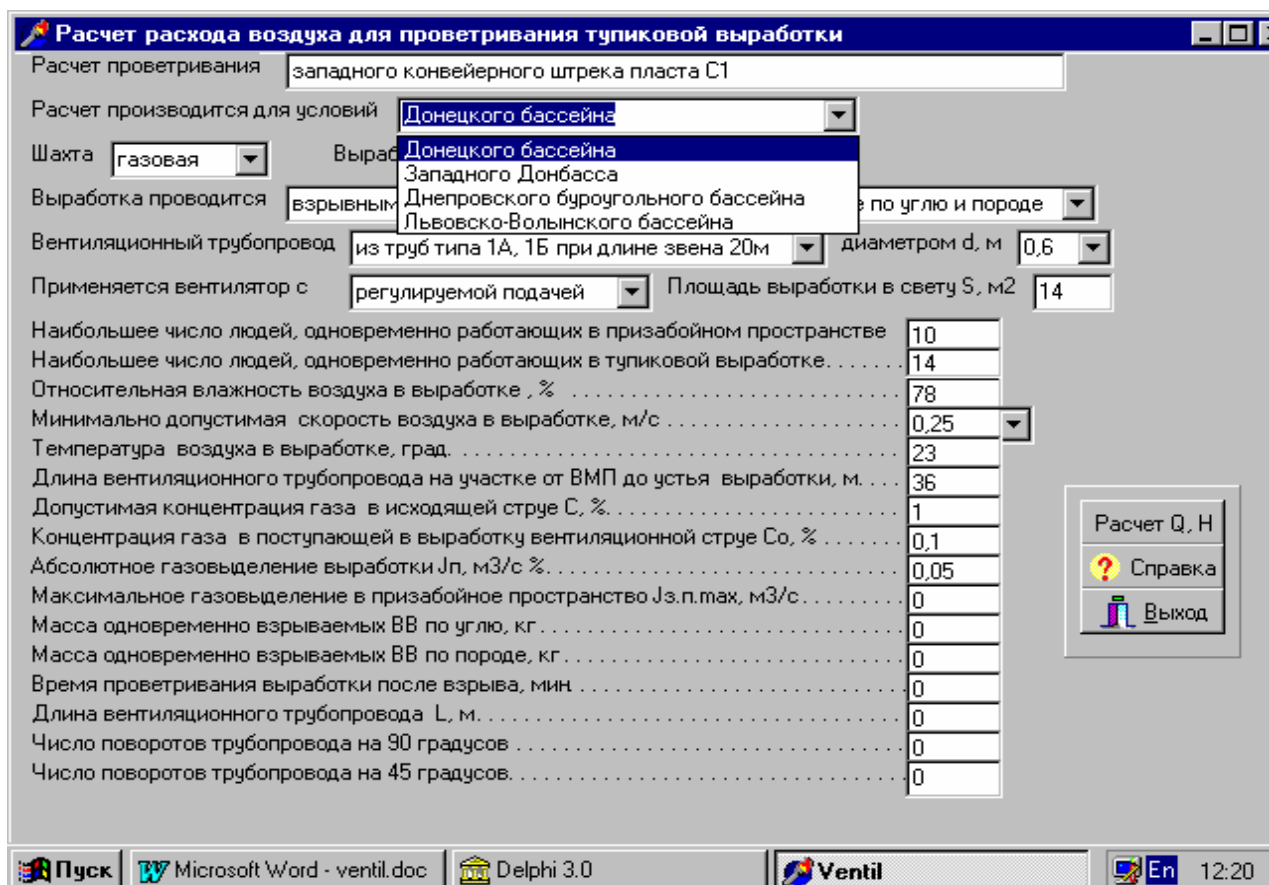 Расчет расхода воздуха для проветривания тупиковой выработки
Расчет проветривания западного конвейерного штрека пласта С1
Расчет производится для условий Донецкого бассейна
Донецкого бассейна
Западного Донбасса
Днепровского буроугольного бассейна
Львовско-Волынского бассейна
Шахта газовая Выраб
Выработка проводится взрывным е по углю и породе
Вентиляционный трубопровод из труб типа 1А, 1Б при длине звена 20м диаметром d, м 0,6
Применяется вентилятор с регулируемой подачей Площадь выработки в свету S, м2 14
Наибольшее число людей, одновременно работающих в призабойном пространстве 10
Наибольшее число людей, одновременно работающих в тупиковой выработке. . . . . . . 14
Относительная влажность воздуха в выработке , % . . . . . . . . . . . . . . . . . . . . . . . . . . . 78
Минимально допустимая скорость воздуха в выработке, м/с . . . . . . . . . . . . . . . . . . . 0,25
Температура воздуха в выработке, град. . . . . . . . . . . . . . . . . . . . . . . . . . . . . . . . . . . . 23
Длина вентиляционного трубопровода на участке от ВМП до устья выработки, м. . . . 36
Допустимая концентрация газа в исходящей струе С, %. . . . . . . . . . . . . . . . . . . . . . . . 1
Концентрация газа в поступающей в выработку вентиляционной струе Со, % . . . . . . . 0,1
Абсолютное газовыделение выработки Jп, м3/с %. . . . . . . . . . . . . . . . . . . . . . . . . . . . . 0,05
Максимальное газовыделение в призабойное пространство Jз.п.max, м3/с . . . . . . . . . 0
Масса одновременно взрываемых ВВ по углю, кг . . . . . . . . . . . . . . . . . . . . . . . . . . . . . 0
Масса одновременно взрываемых ВВ по породе, кг . . . . . . . . . . . . . . . . . . . . . . . . . . . 0
Время проветривания выработки после взрыва, мин. . . . . . . . . . . . . . . . . . . . . . . . . . . 0
Длина вентиляционного трубопровода L, м. . . . . . . . . . . . . . . . . . . . . . . . . . . . . . . . . . 0
Число поворотов трубопровода на 90 градусов . . . . . . . . . . . . . . . . . . . . . . . . . . . . . . . 0
Число поворотов трубопровода на 45 градусов. . . . . . . . . . . . . . . . . . . . . . . . . . . . . . . 0
Расчет Q, H
Справка
Выход
Пуск Microsoft Word - ventil.doc Delphi 3.0 Ventil En 12:20